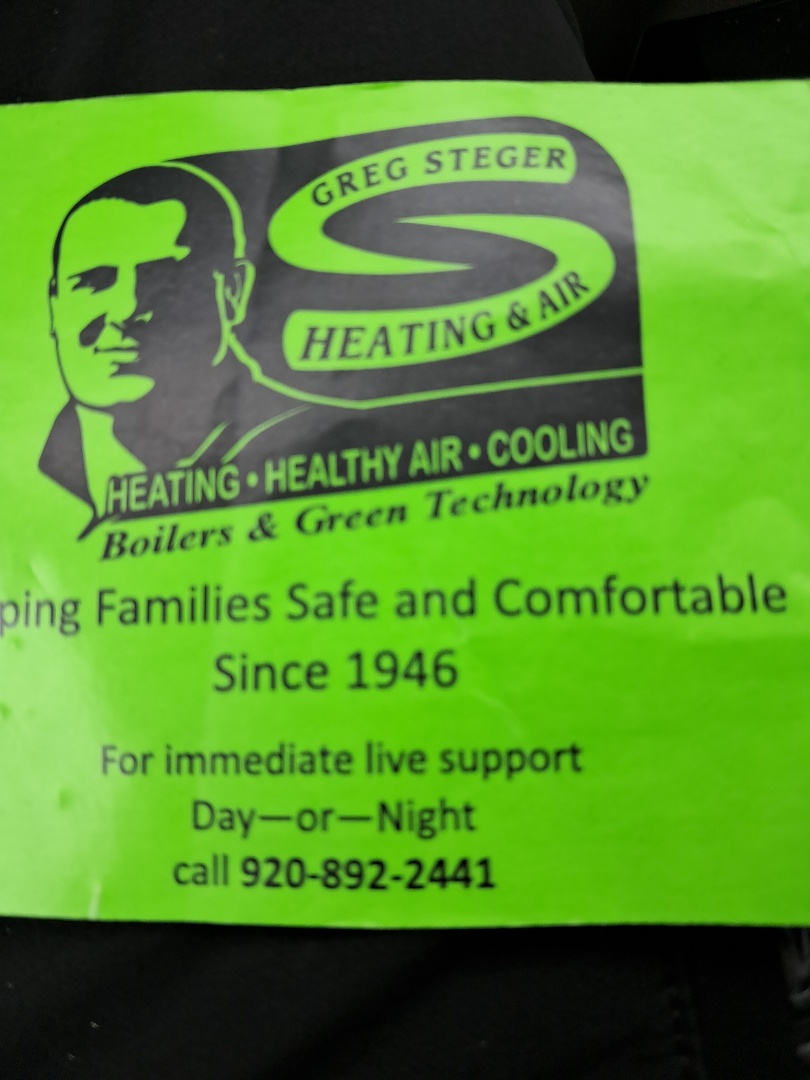 GREG STEGER
HEATING & AIR
HEATING • HEALTHY AIR • COOLING
Boilers & Green Technology
ping Families Safe and Comfortable
Since 1946
For immediate live support
Day—or—Night
call 920-892-2441